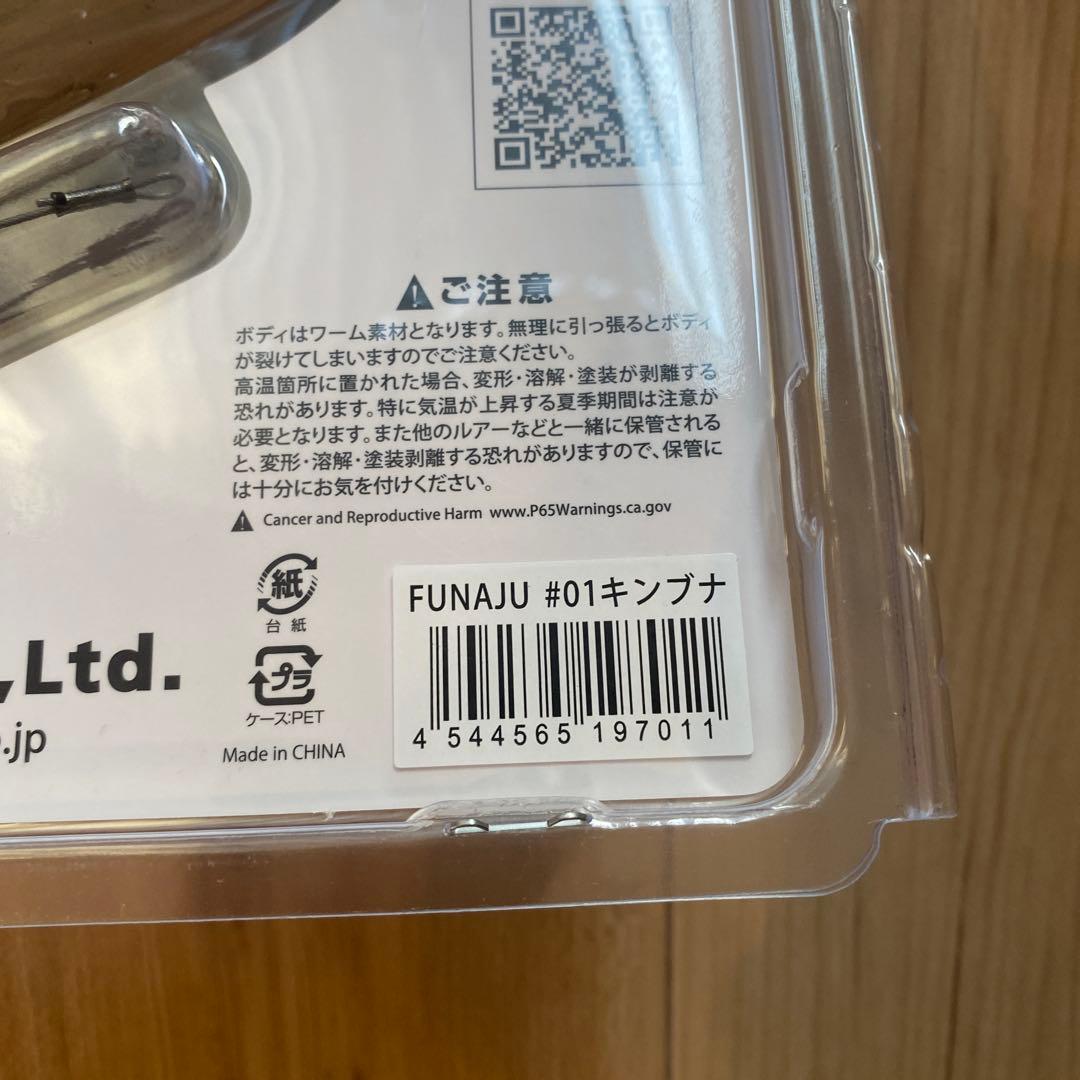 ご注意
ボディはワーム素材となります。無理に引っ張るとボディ
が裂けてしまいますのでご注意ください。
高温箇所に置かれた場合、変形・溶解・塗装が剥離する
恐れがあります。特に気温が上昇する夏季期間は注意が
必要となります。また他のルアーなどと一緒に保管される
と、変形・溶解・塗装剥離する恐れがありますので、保管に
は十分にお気を付けください。
Cancer and Reproductive Harm www.P65Warnings.ca.gov
紙
台紙
プラ
ケース:PET
Made in CHINA
,Ltd.
.jp
FUNAJU #01キンブナ
4 544565 197011